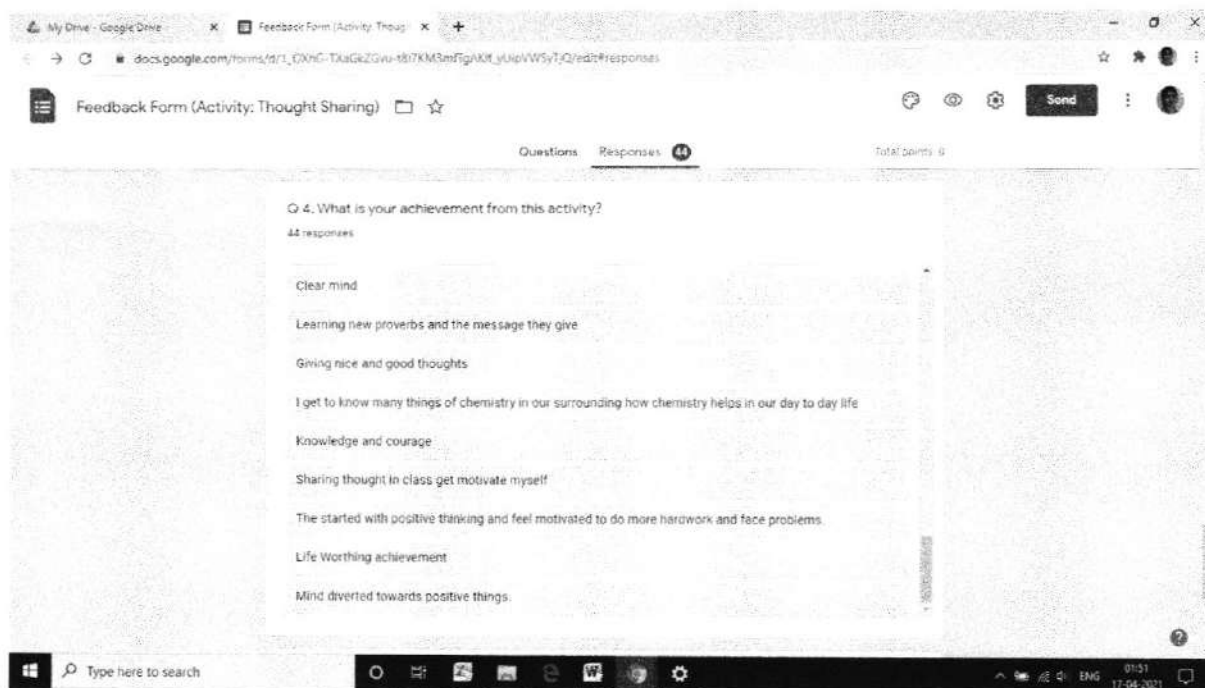 My Drive - Google Drive
Feedback Form (Activity: Though
Feedback Form (Activity: Thought Sharing)
Send
Questions Responses 44
Total points: 0
Q 4. What is your achievement from this activity?
44 responses
Clear mind
Learning new proverbs and the message they give
Giving nice and good thoughts
I get to know many things of chemistry in our surrounding how chemistry helps in our day to day life
Knowledge and courage
Sharing thought in class get motivate myself
The started with positive thinking and feel motivated to do more hardwork and face problems.
Life Worthing achievement
Mind diverted towards positive things.
Type here to search
ENG
01:51
17-04-2021